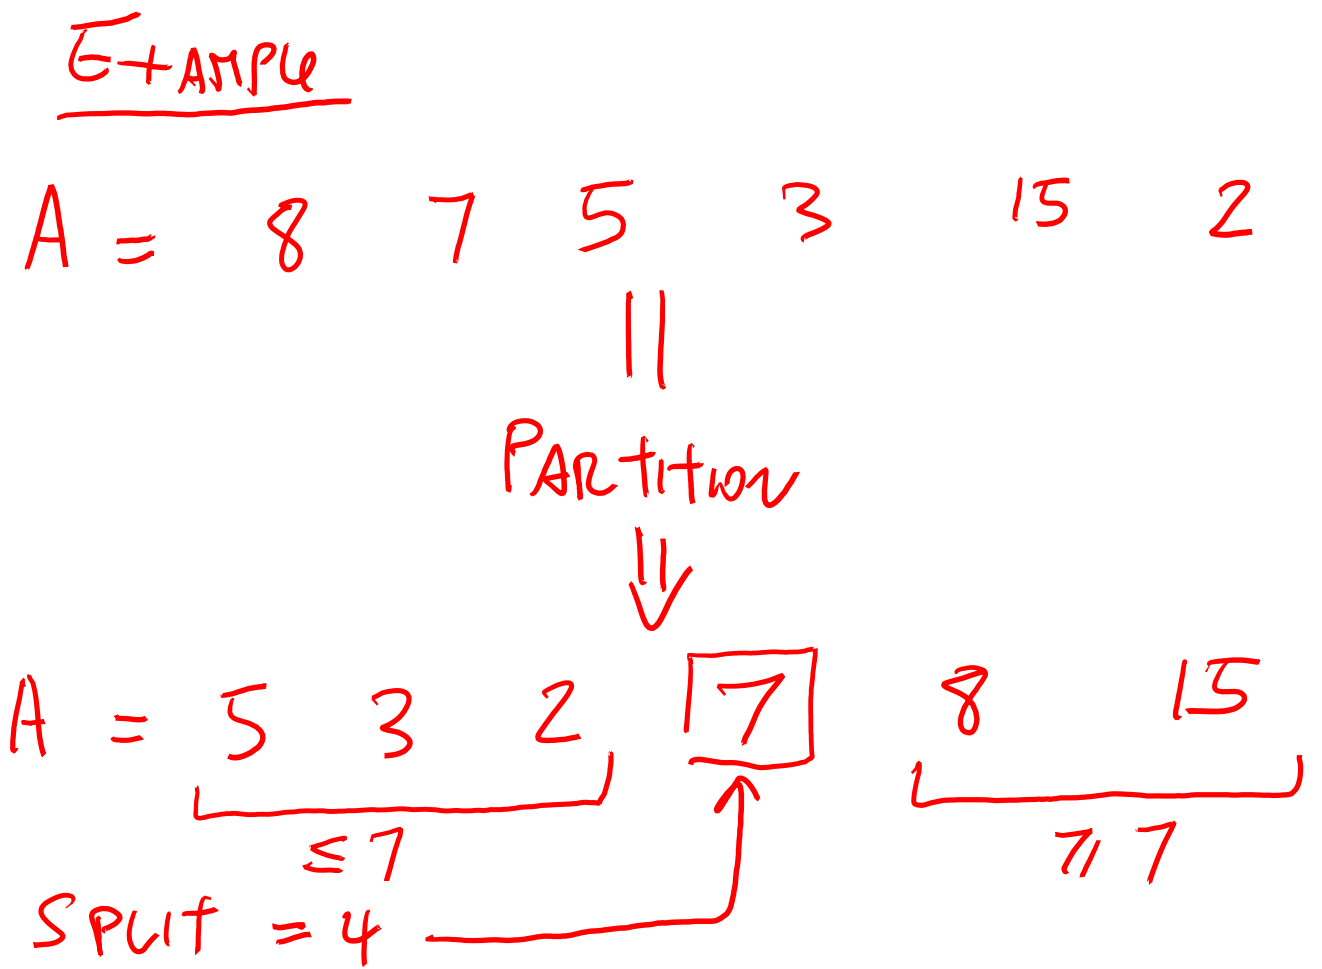 EXAMPLE
A = 8 7 5 3 15 2
PARTITION
A = 5 3 2 7 8 15
≤ 7 ≥ 7
SPLIT = 4